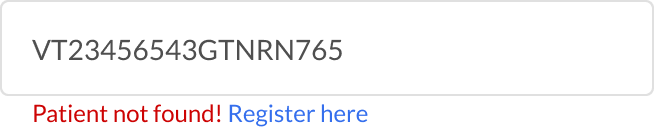 VT23456543GTNRN765
Patient not found! Register here